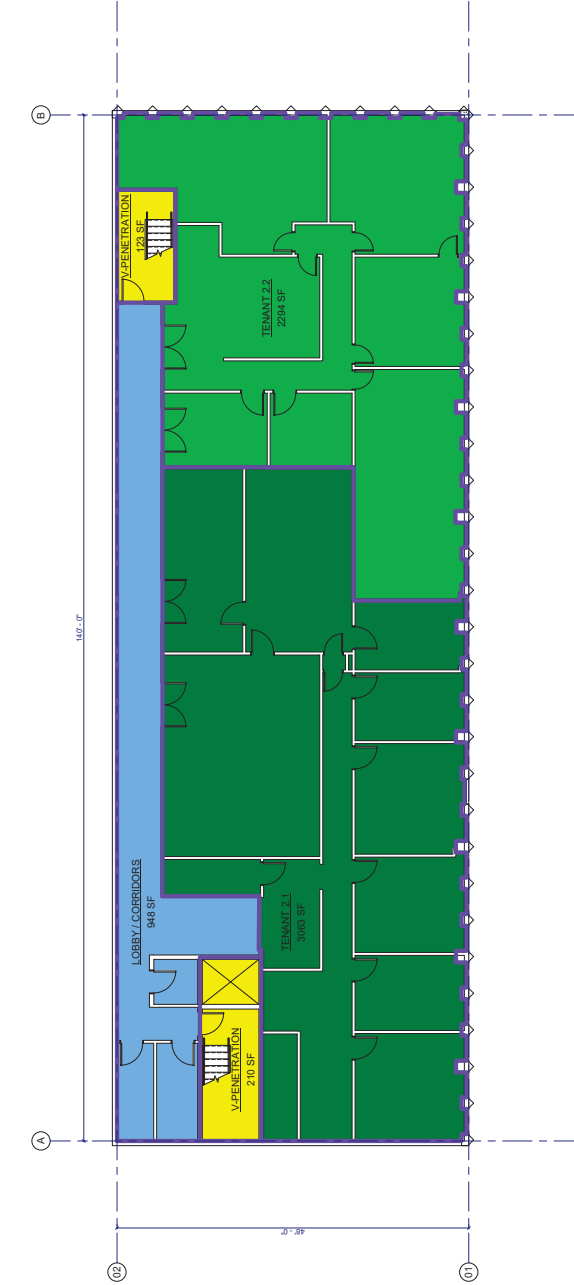 B
V-PENETRATION
123 SF
TENANT 2.2
2294 SF
140' - 0"
LOBBY / CORRIDORS
948 SF
TENANT 2.1
3063 SF
V-PENETRATION
210 SF
A
48' - 0"
02
01